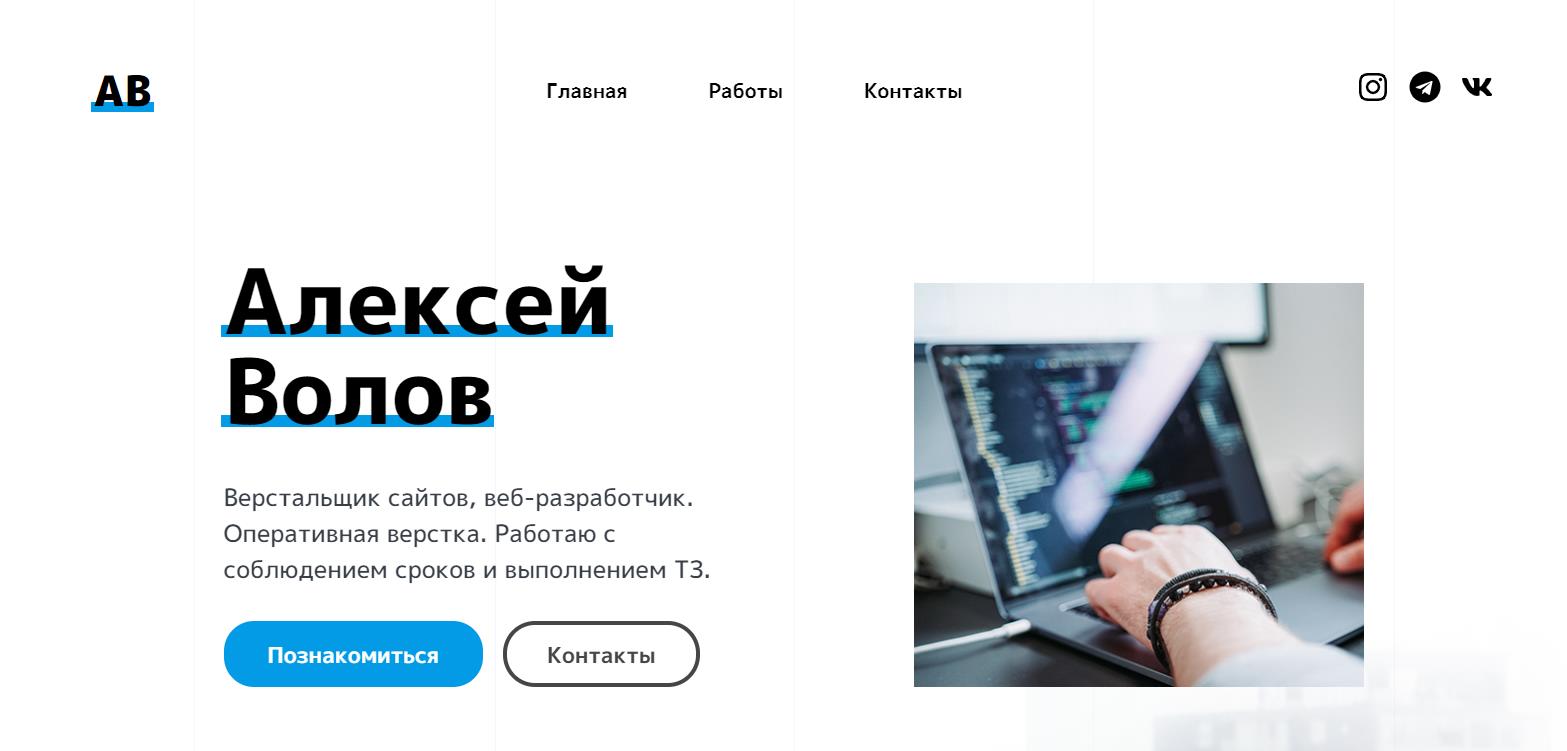 АВ
Главная
Работы
Контакты
Алексей
Волов
Верстальщик сайтов, веб-разработчик.
Оперативная верстка. Работаю с
соблюдением сроков и выполнением ТЗ.
Познакомиться
Контакты